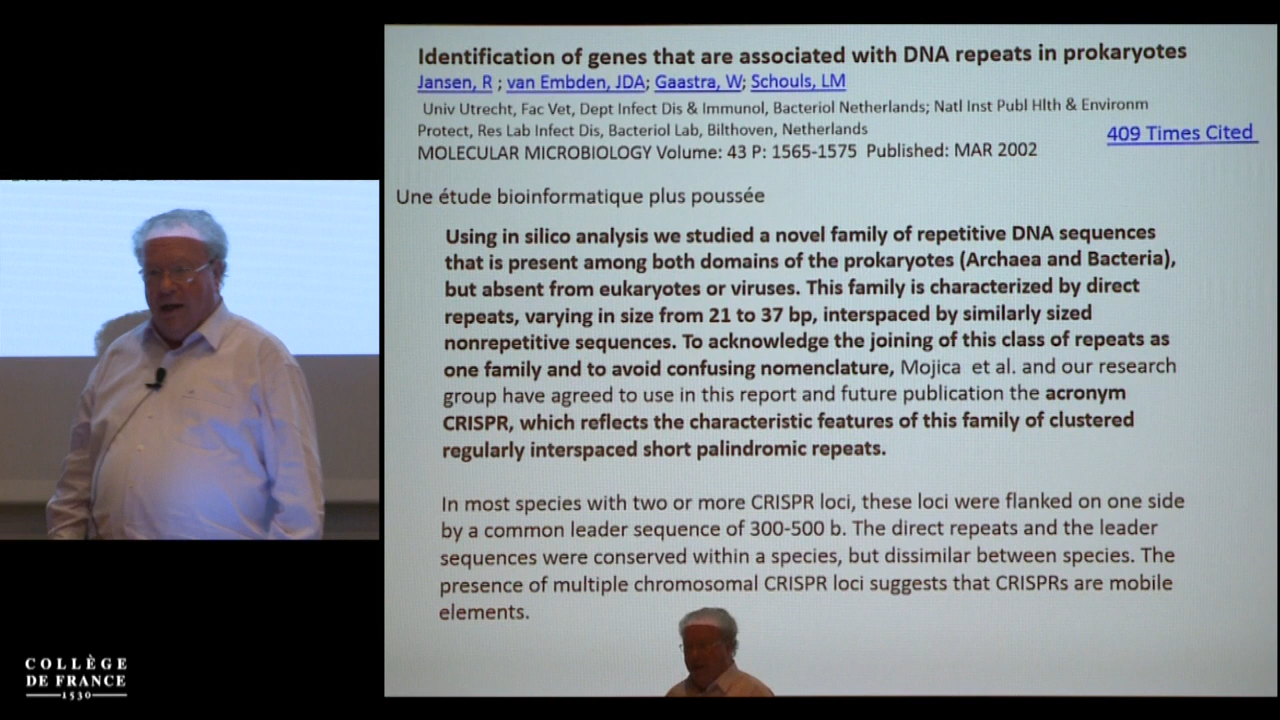 Identification of genes that are associated with DNA repeats in prokaryotes
Jansen, R ; van Embden, JDA; Gaastra, W; Schouls, LM
Univ Utrecht, Fac Vet, Dept Infect Dis & Immunol, Bacteriol Netherlands; Natl Inst Publ Hlth & Environm
Protect, Res Lab Infect Dis, Bacteriol Lab, Bilthoven, Netherlands
409 Times Cited
MOLECULAR MICROBIOLOGY Volume: 43 P: 1565-1575 Published: MAR 2002
Une étude bioinformatique plus poussée
Using in silico analysis we studied a novel family of repetitive DNA sequences
that is present among both domains of the prokaryotes (Archaea and Bacteria),
but absent from eukaryotes or viruses. This family is characterized by direct
repeats, varying in size from 21 to 37 bp, interspaced by similarly sized
nonrepetitive sequences. To acknowledge the joining of this class of repeats as
one family and to avoid confusing nomenclature, Mojica et al. and our research
group have agreed to use in this report and future publication the acronym
CRISPR, which reflects the characteristic features of this family of clustered
regularly interspaced short palindromic repeats.
In most species with two or more CRISPR loci, these loci were flanked on one side
by a common leader sequence of 300-500 b. The direct repeats and the leader
sequences were conserved within a species, but dissimilar between species. The
presence of multiple chromosomal CRISPR loci suggests that CRISPRs are mobile
elements.
COLLÈGE
DE FRANCE
1530